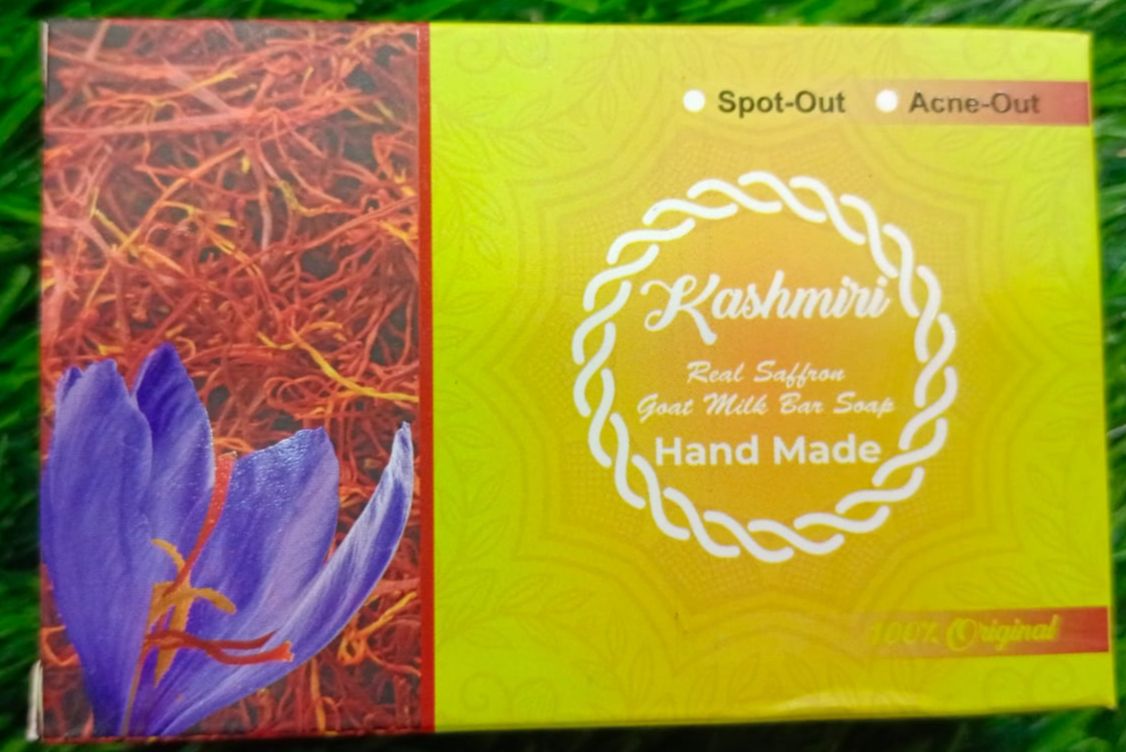 Spot-Out Acne-Out
Kashmiri
Real Saffron
Goat Milk Bar Soap
Hand Made
100% Original